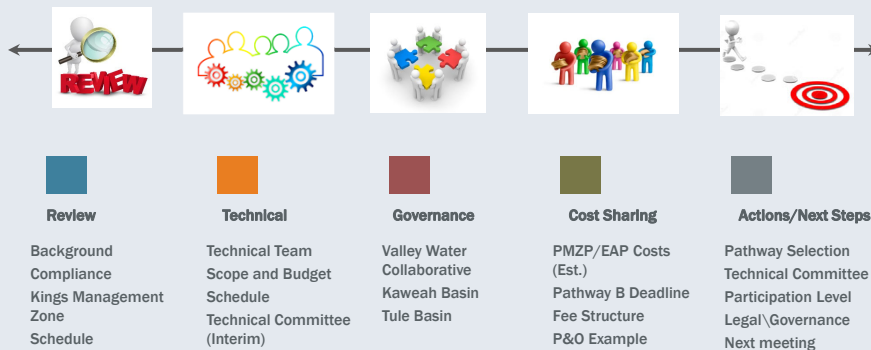 REVIEW
Review
Background
Compliance
Kings Management
Zone
Schedule
Technical
Technical Team
Scope and Budget
Schedule
Technical Committee
(Interim)
Governance
Valley Water
Collaborative
Kaweah Basin
Tule Basin
Cost Sharing
PMZP/EAP Costs
(Est.)
Pathway B Deadline
Fee Structure
P&O Example
Actions/Next Steps
Pathway Selection
Technical Committee
Participation Level
Legal\Governance
Next meeting